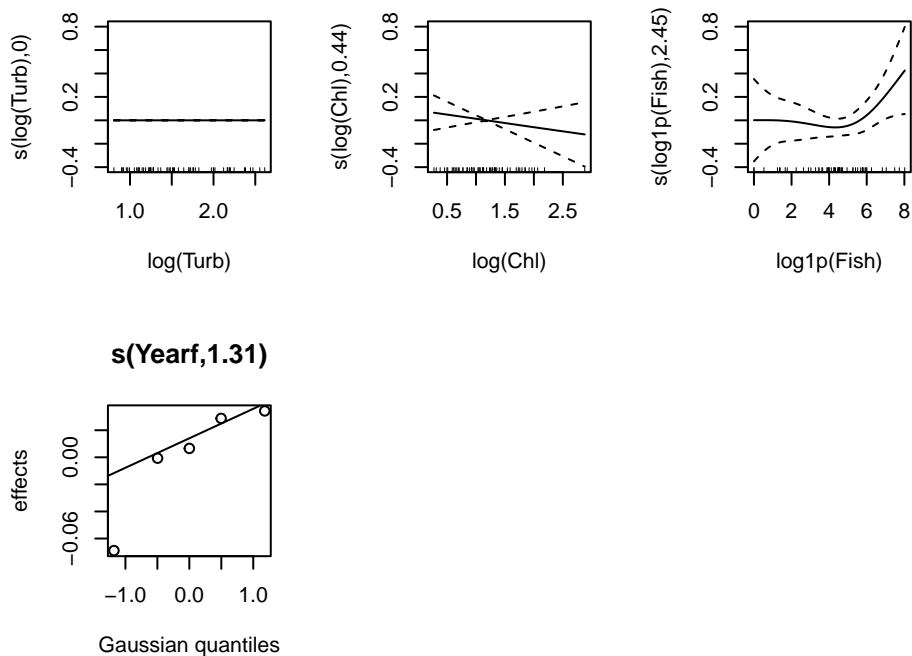 s(log(Turb),0)
−0.4 0.2 0.8
1.0 2.0
log(Turb)
s(log(Chl),0.44)
−0.4 0.2 0.8
0.5 1.5 2.5
log(Chl)
s(log1p(Fish),2.45)
−0.4 0.2 0.8
0 2 4 6 8
log1p(Fish)
s(Yearf,1.31)
effects
−0.06 0.00
−1.0 0.0 1.0
Gaussian quantiles